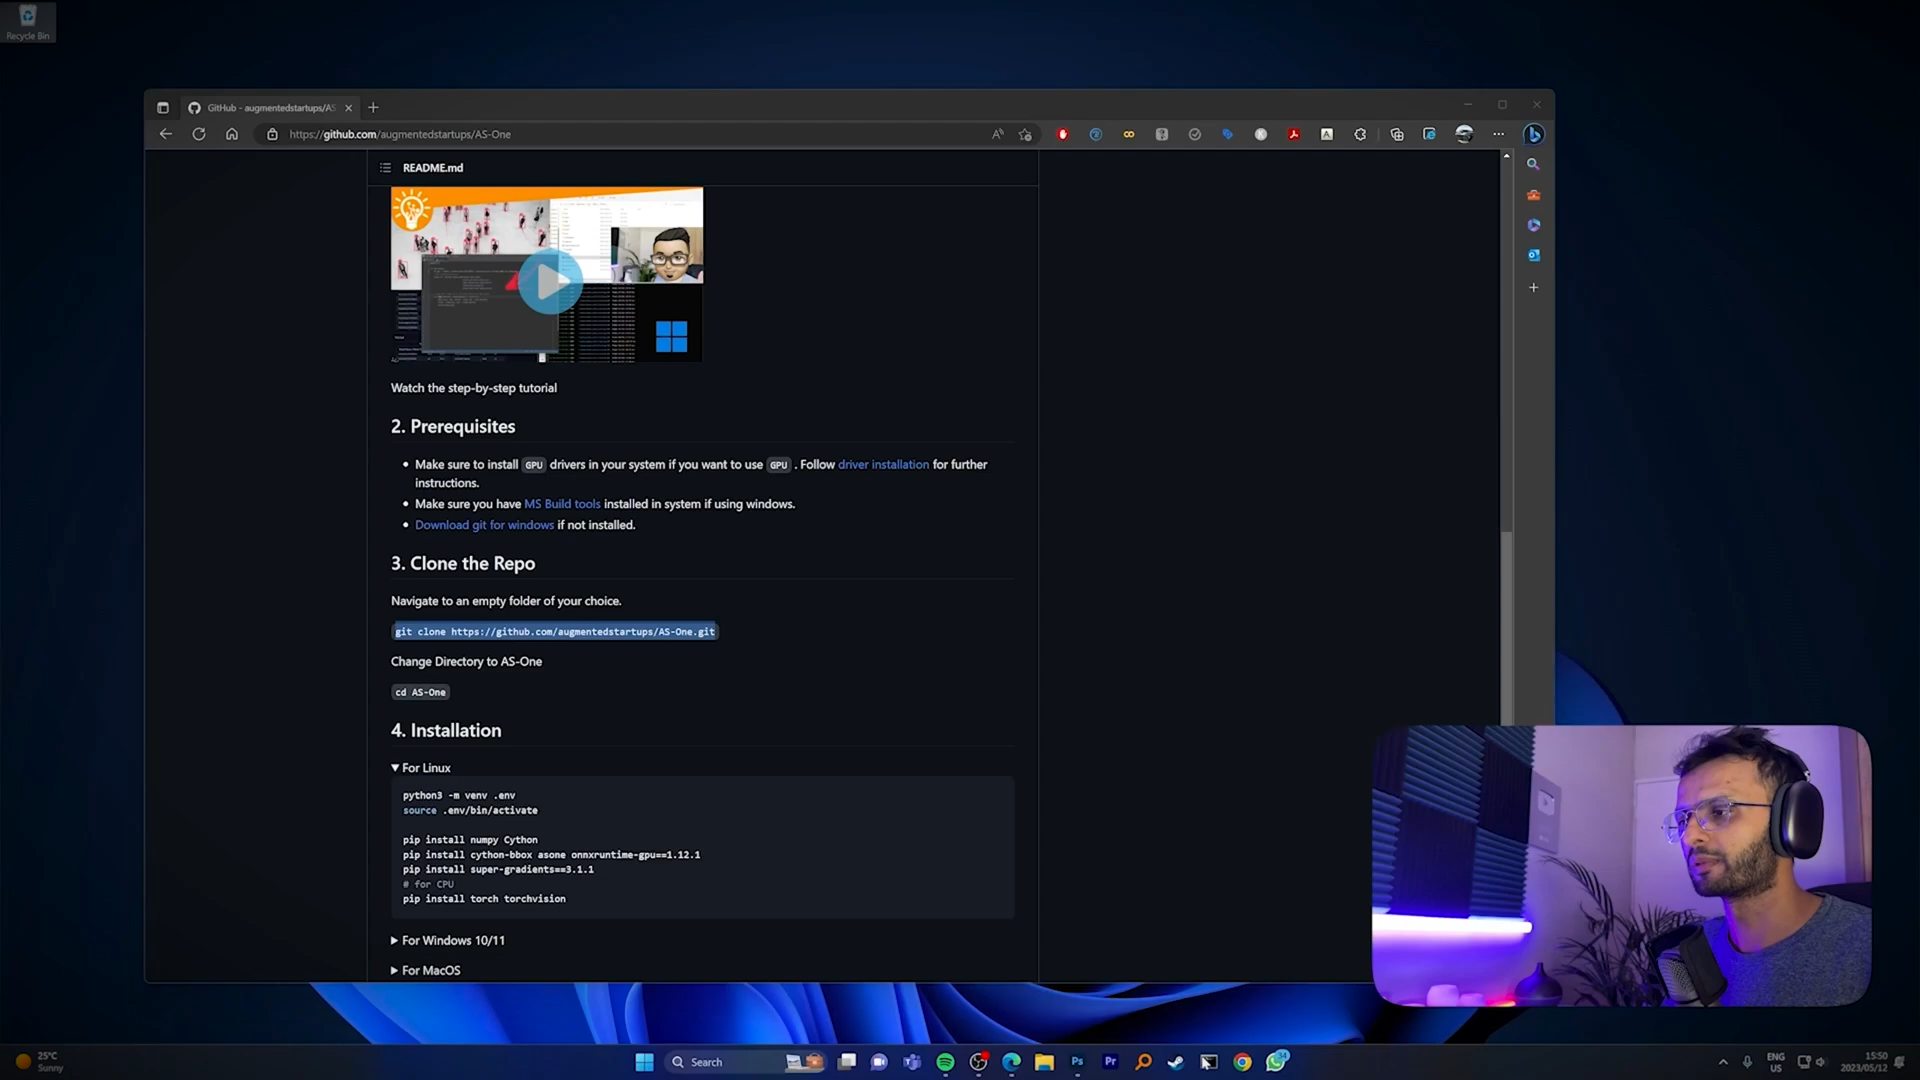 Recycle Bin
GitHub - augmentedstartups/AS
https://github.com/augmentedstartups/AS-One
README.md
Watch the step-by-step tutorial
2. Prerequisites
• Make sure to install GPU drivers in your system if you want to use GPU . Follow driver installation for further
instructions.
• Make sure you have MS Build tools installed in system if using windows.
• Download git for windows if not installed.
3. Clone the Repo
Navigate to an empty folder of your choice.
git clone https://github.com/augmentedstartups/AS-One.git
Change Directory to AS-One
cd AS-One
4. Installation
▼ For Linux
python3 -m venv .env
source .env/bin/activate
pip install numpy Cython
pip install cython-bbox asone onnxruntime-gpu==1.12.1
pip install super-gradients==3.1.1
# for CPU
pip install torch torchvision
▶ For Windows 10/11
▶ For MacOS
25°C
Sunny
Search
Ps
Pr
34
ENG
US
15:50
2023/05/12